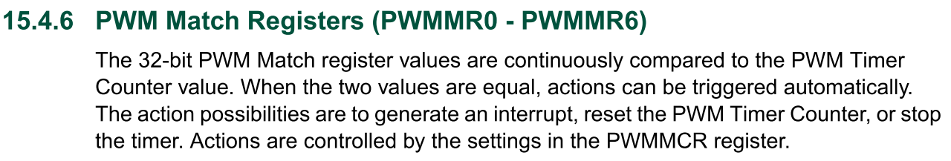 15.4.6 PWM Match Registers (PWMMR0 - PWMMR6)
The 32-bit PWM Match register values are continuously compared to the PWM Timer
Counter value. When the two values are equal, actions can be triggered automatically.
The action possibilities are to generate an interrupt, reset the PWM Timer Counter, or stop
the timer. Actions are controlled by the settings in the PWMMCR register.